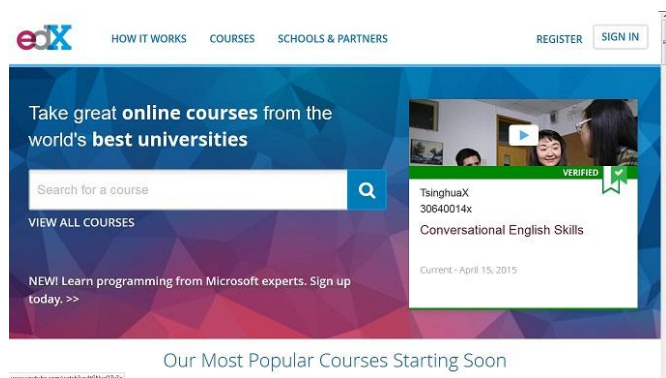 edX
HOW IT WORKS
COURSES
SCHOOLS & PARTNERS
REGISTER
SIGN IN
Take great online courses from the
world's best universities
Search for a course
VIEW ALL COURSES
NEW! Learn programming from Microsoft experts. Sign up
today. >>
VERIFIED
TsinghuaX
30640014x
Conversational English Skills
Current - April 15, 2015
Our Most Popular Courses Starting Soon